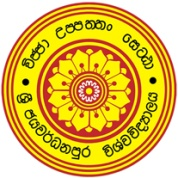 විජ්ජා උප්පතතං සෙට්ඨා
ශ්‍රී ජයවර්ධනපුර විශ්වවිද්‍යාලය